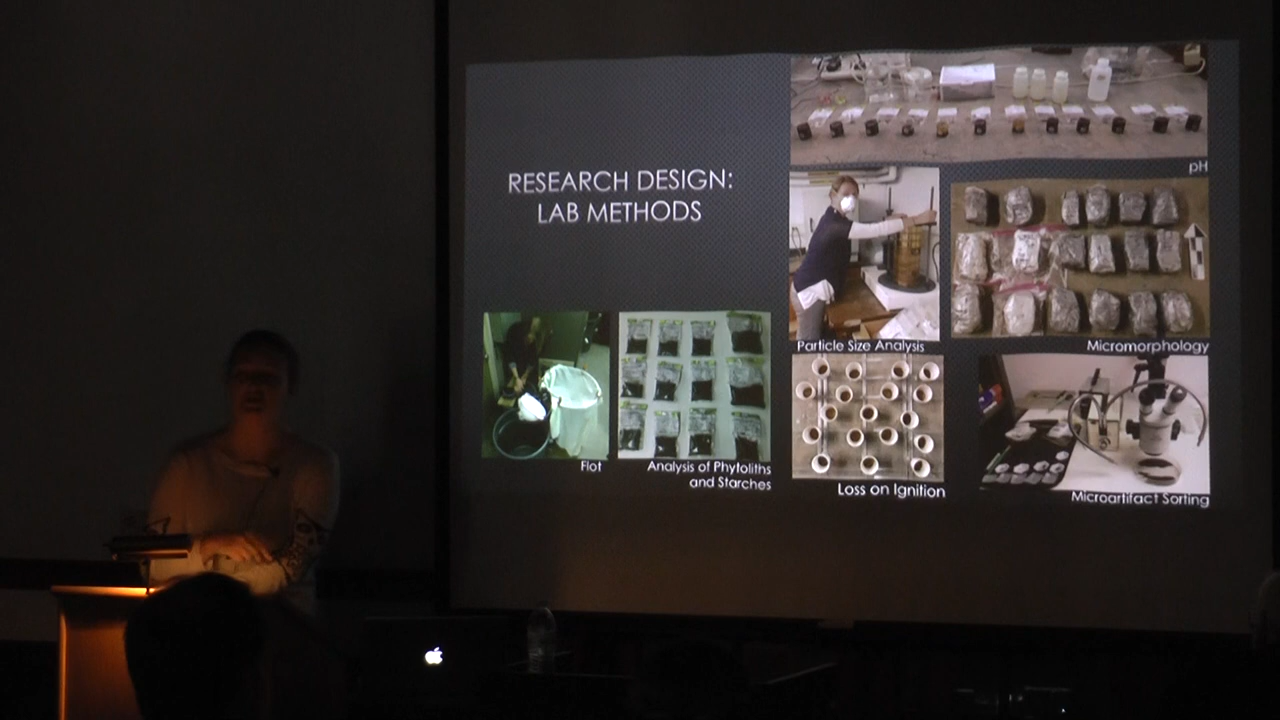 RESEARCH DESIGN:
LAB METHODS
pH
Particle Size Analysis
Micromorphology
Flot
Analysis of Phytoliths
and Starches
Loss on Ignition
Microartifact Sorting